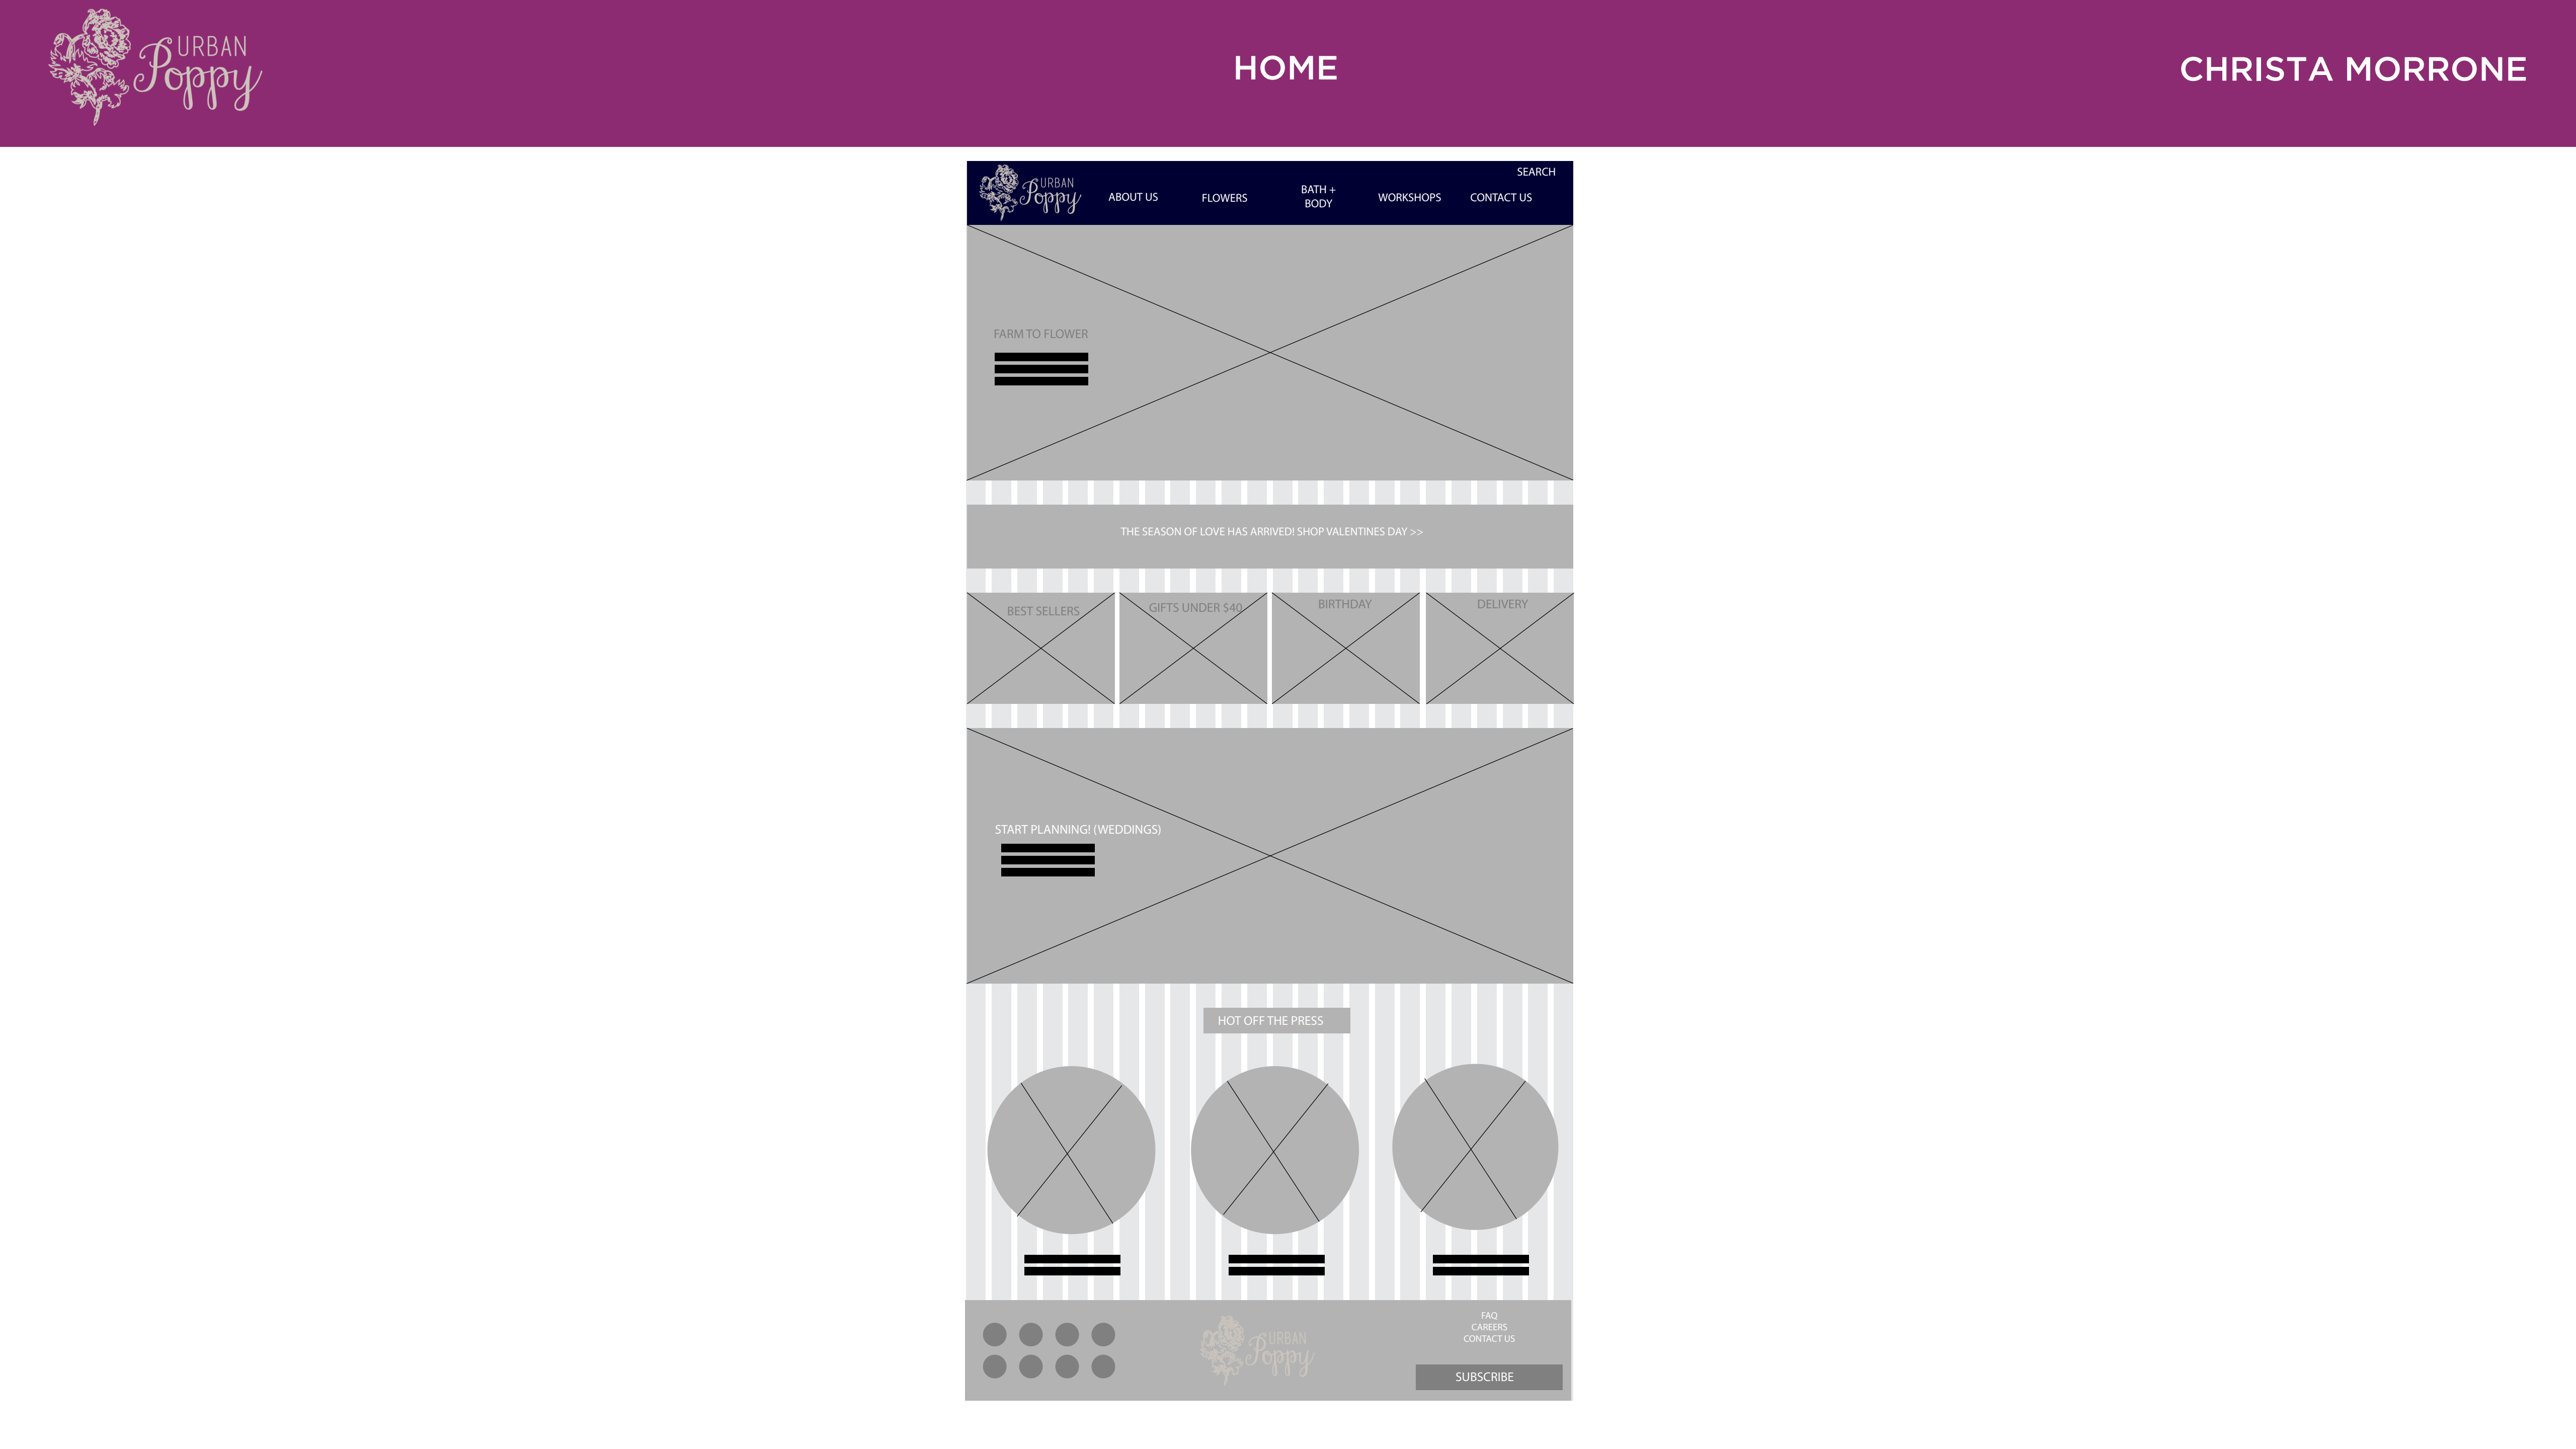 URBAN
Poppy
HOME
CHRISTA MORRONE
URBAN
Poppy
SEARCH
ABOUT US
FLOWERS
BATH +
BODY
WORKSHOPS
CONTACT US
FARM TO FLOWER
THE SEASON OF LOVE HAS ARRIVED! SHOP VALENTINES DAY >>
BEST SELLERS
GIFTS UNDER $40
BIRTHDAY
DELIVERY
START PLANNING! (WEDDINGS)
HOT OFF THE PRESS
URBAN
Poppy
FAQ
CAREERS
CONTACT US
SUBSCRIBE